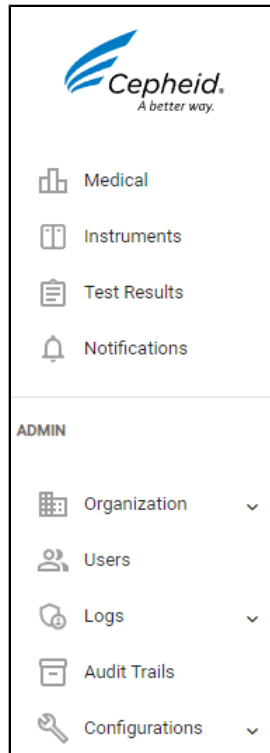 Cepheid.
A better way.
Medical
Instruments
Test Results
Notifications
ADMIN
Organization
Users
Logs
Audit Trails
Configurations